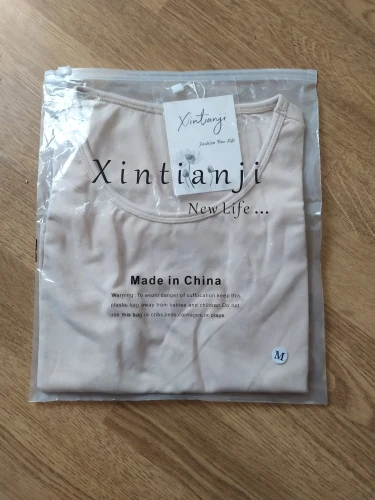 Xintianji
Fashion New Life
Xintianji
New Life...
Made in China
Warning: To avoid danger of suffocation keep this
plastic bag away from babies and children. Do not
use this bag in cribs, beds, carriages or
M